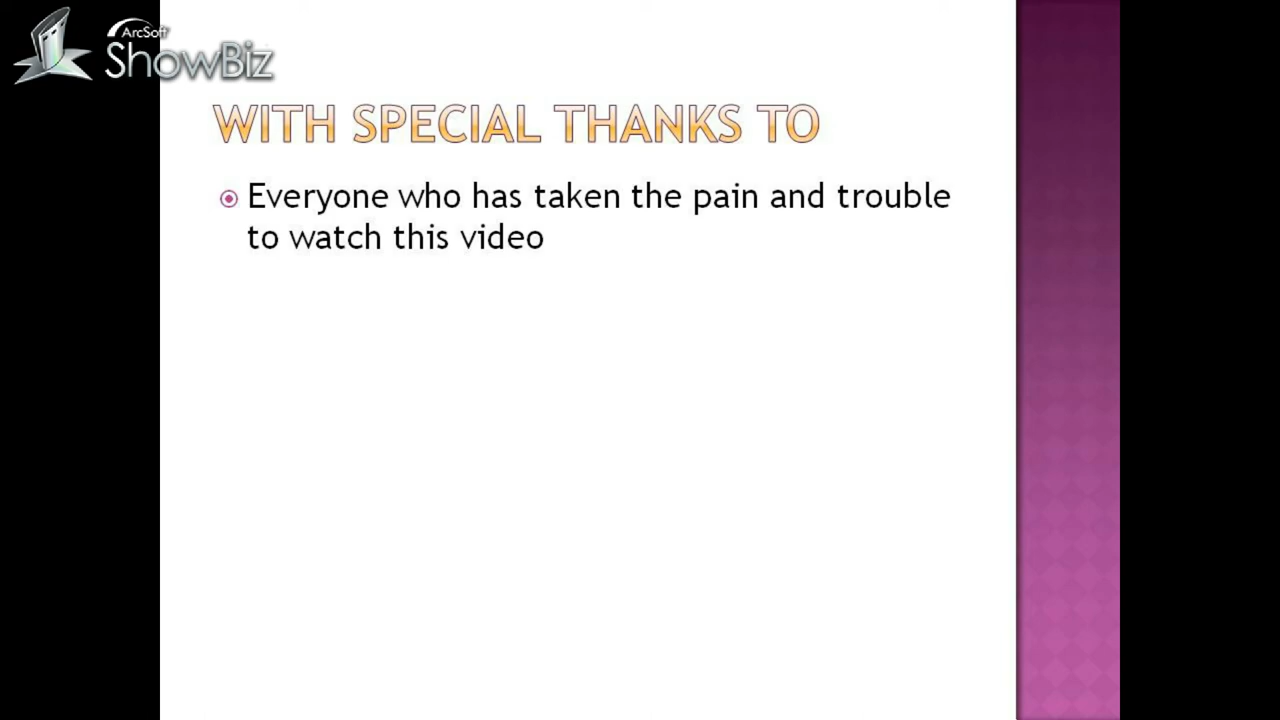 ArcSoft
ShowBiz
WITH SPECIAL THANKS TO
Everyone who has taken the pain and trouble
to watch this video